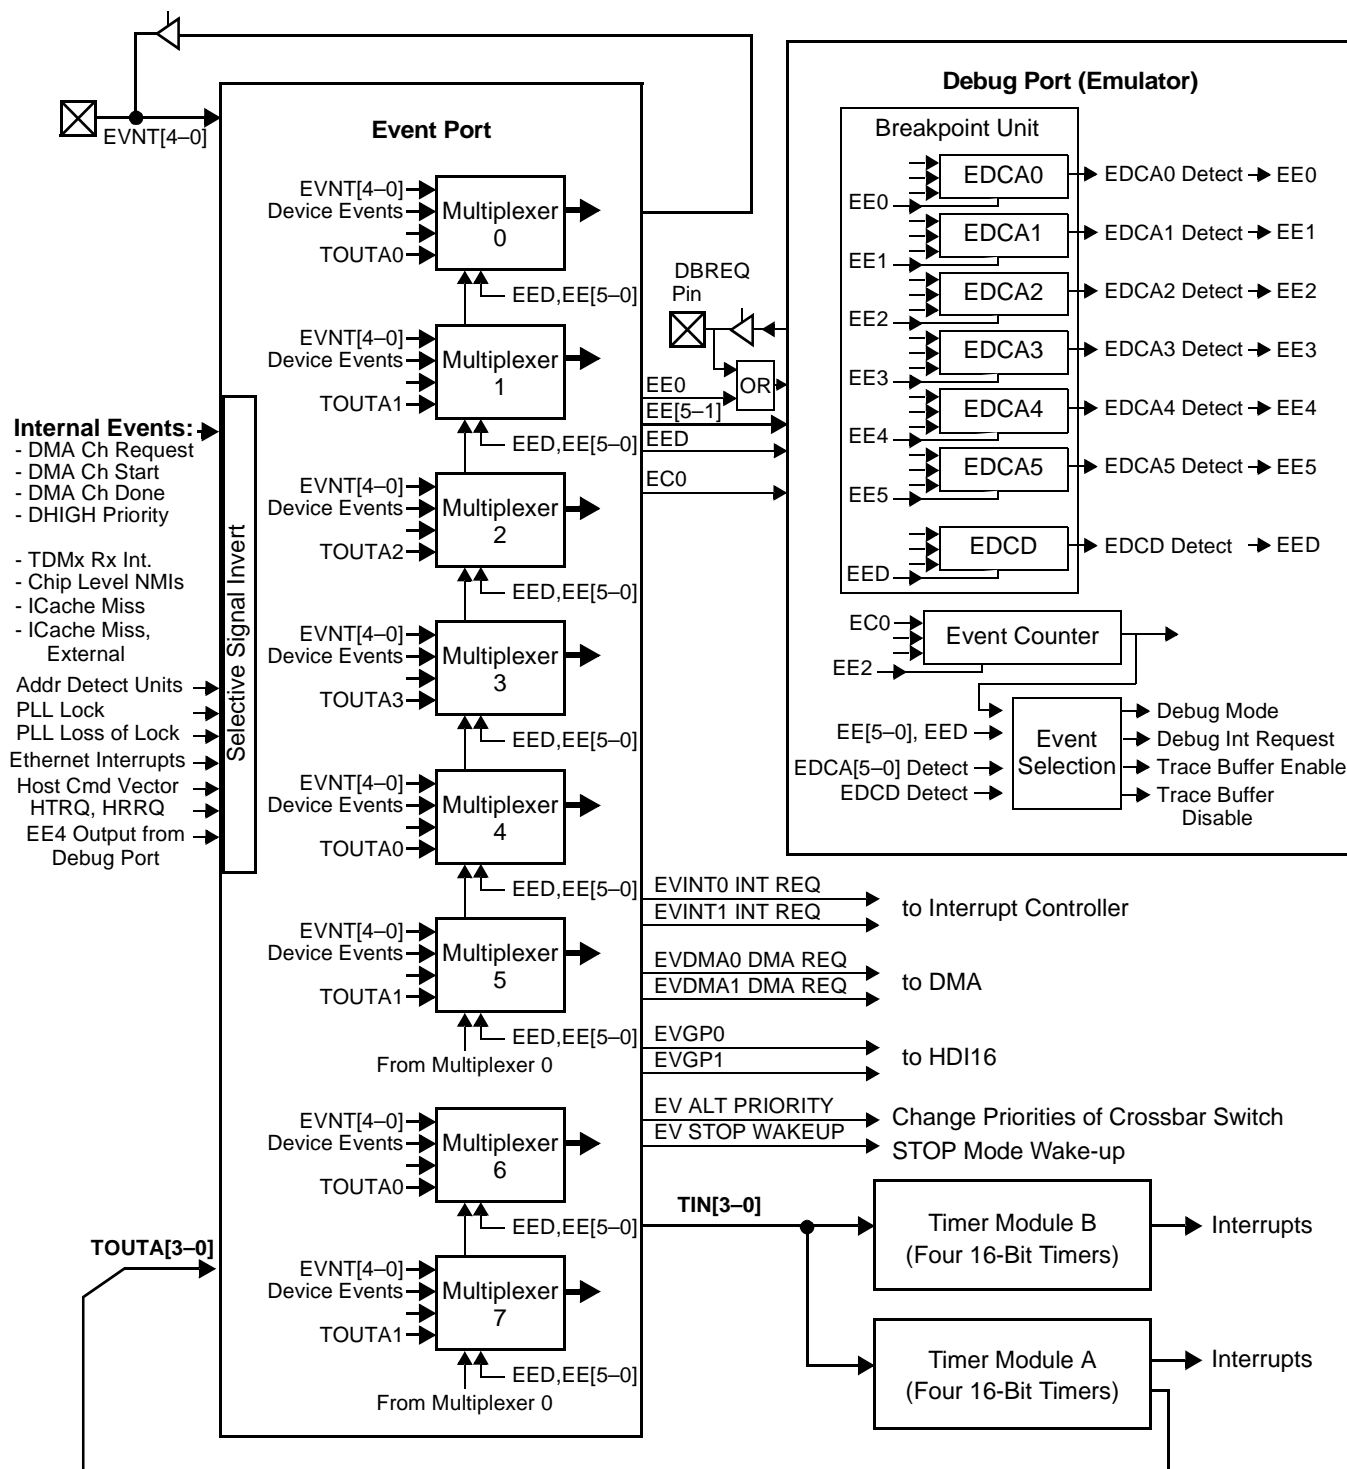 EVNT[4–0]
Event Port
EVNT[4–0]
Device Events
TOUTA0
Multiplexer
0
EED,EE[5–0]
EVNT[4–0]
Device Events
TOUTA1
Multiplexer
1
EED,EE[5–0]
EVNT[4–0]
Device Events
TOUTA2
Multiplexer
2
EED,EE[5–0]
EVNT[4–0]
Device Events
TOUTA3
Multiplexer
3
EED,EE[5–0]
EVNT[4–0]
Device Events
TOUTA0
Multiplexer
4
EED,EE[5–0]
EVNT[4–0]
Device Events
TOUTA1
Multiplexer
5
EED,EE[5–0]
From Multiplexer 0
EVNT[4–0]
Device Events
TOUTA0
Multiplexer
6
EED,EE[5–0]
EVNT[4–0]
Device Events
TOUTA1
Multiplexer
7
EED,EE[5–0]
From Multiplexer 0
Selective Signal Invert
Internal Events:
- DMA Ch Request
- DMA Ch Start
- DMA Ch Done
- DHIGH Priority
- TDMx Rx Int.
- Chip Level NMIs
- ICache Miss
- ICache Miss,
External
Addr Detect Units
PLL Lock
PLL Loss of Lock
Ethernet Interrupts
Host Cmd Vector
HTRQ, HRRQ
EE4 Output from
Debug Port
TOUTA[3–0]
DBREQ
Pin
OR
EE0
EE[5–1]
EED
EC0
Debug Port (Emulator)
Breakpoint Unit
EE0
EDCA0
EDCA0 Detect
EE0
EE1
EDCA1
EDCA1 Detect
EE1
EE2
EDCA2
EDCA2 Detect
EE2
EE3
EDCA3
EDCA3 Detect
EE3
EE4
EDCA4
EDCA4 Detect
EE4
EE5
EDCA5
EDCA5 Detect
EE5
EED
EDCD
EDCD Detect
EED
EC0
EE2
Event Counter
EE[5–0], EED
EDCA[5–0] Detect
EDCD Detect
Event
Selection
Debug Mode
Debug Int Request
Trace Buffer Enable
Trace Buffer
Disable
EVINT0 INT REQ
EVINT1 INT REQ
to Interrupt Controller
EVDMA0 DMA REQ
EVDMA1 DMA REQ
to DMA
EVGP0
EVGP1
to HDI16
EV ALT PRIORITY
Change Priorities of Crossbar Switch
EV STOP WAKEUP
STOP Mode Wake-up
TIN[3–0]
Timer Module B
(Four 16-Bit Timers)
Interrupts
Timer Module A
(Four 16-Bit Timers)
Interrupts